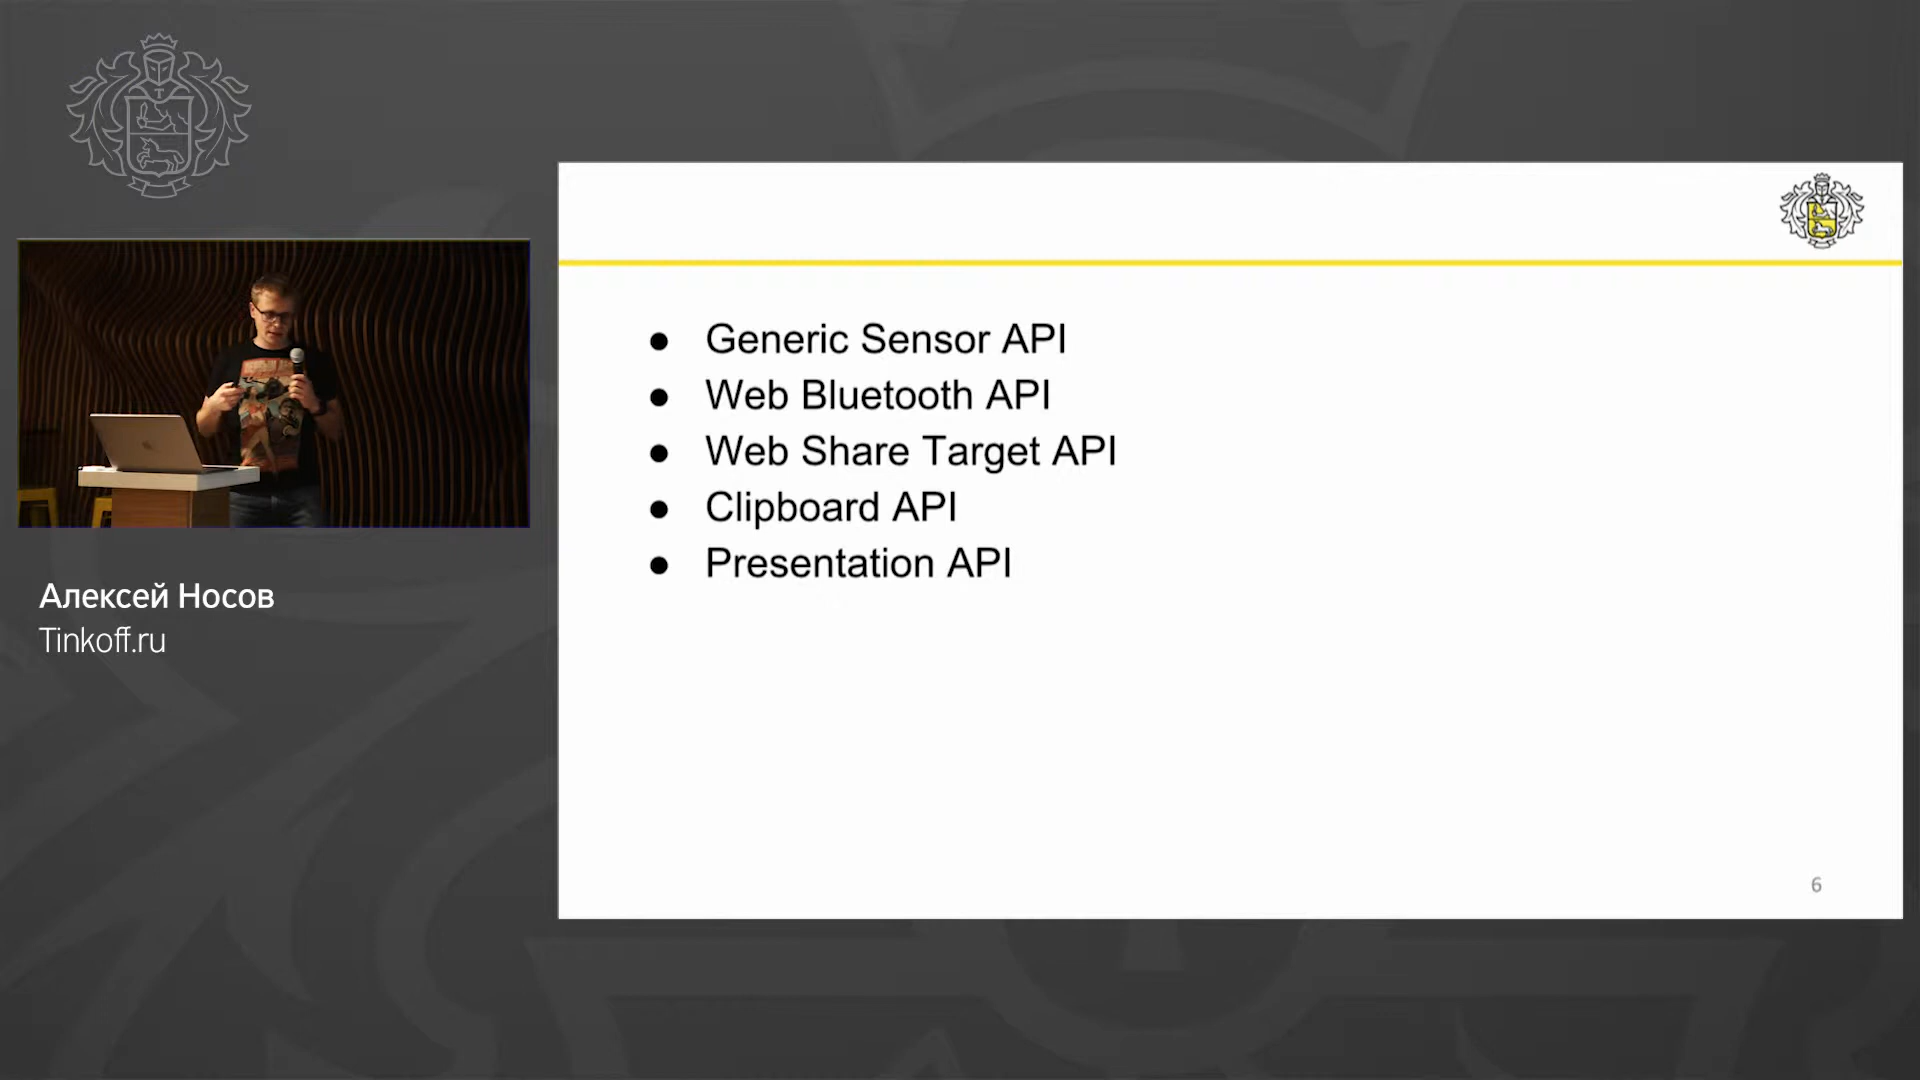 Алексей Носов
Tinkoff.ru
● Generic Sensor API
● Web Bluetooth API
● Web Share Target API
● Clipboard API
● Presentation API
6